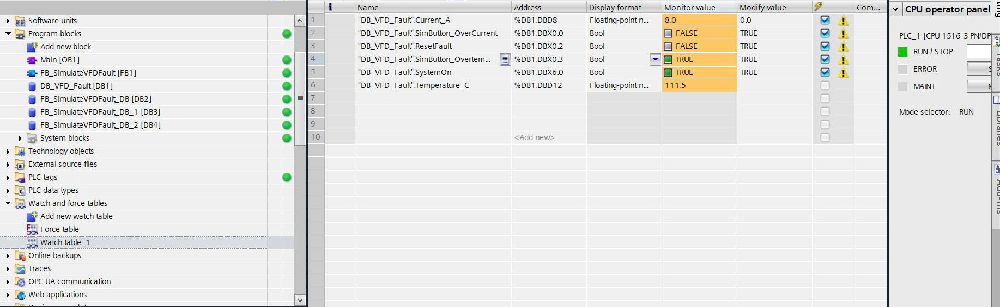 Software units
Program blocks
Add new block
Main [OB1]
FB_SimulateVFDFault [FB1]
DB_VFD_Fault [DB1]
FB_SimulateVFDFault_DB [DB2]
FB_SimulateVFDFault_DB_1 [DB3]
FB_SimulateVFDFault_DB_2 [DB4]
System blocks
Technology objects
External source files
PLC tags
PLC data types
Watch and force tables
Add new watch table
Force table
Watch table_1
Online backups
Traces
OPC UA communication
Web applications
i Name Address Display format Monitor value Modify value Com...
1 "DB_VFD_Fault".Current_A %DB1.DBD8 Floating-point n... 8.0 0.0
2 "DB_VFD_Fault".SimButton_OverCurrent %DB1.DBX0.0 Bool FALSE TRUE
3 "DB_VFD_Fault".ResetFault %DB1.DBX0.2 Bool FALSE TRUE
4 "DB_VFD_Fault".SimButton_Overtem... %DB1.DBX0.3 Bool TRUE TRUE
5 "DB_VFD_Fault".SystemOn %DB1.DBX6.0 Bool TRUE TRUE
6 "DB_VFD_Fault".Temperature_C %DB1.DBD12 Floating-point n... 111.5
7
8
9
10 <Add new>
CPU operator panel
PLC_1 [CPU 1516-3 PN/DP
RUN / STOP
ERROR
MAINT
Mode selector: RUN
Tasks
Libraries
Add-ins